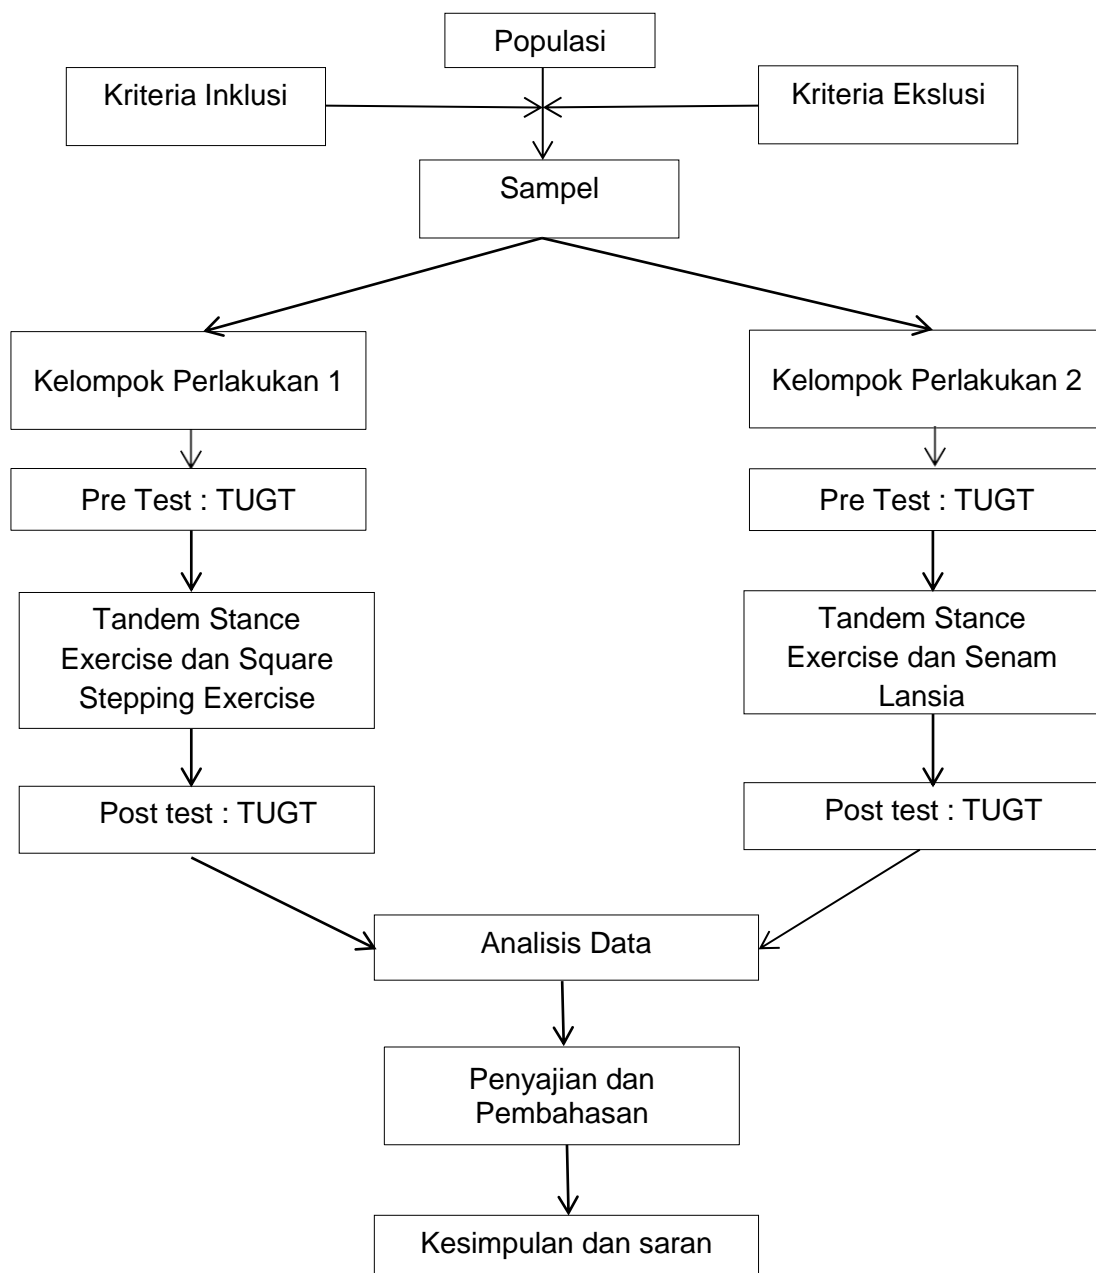 Populasi
Kriteria Inklusi
Kriteria Ekslusi
Sampel
Kelompok Perlakukan 1
Kelompok Perlakukan 2
Pre Test : TUGT
Pre Test : TUGT
Tandem Stance
Exercise dan Square
Stepping Exercise
Tandem Stance
Exercise dan Senam
Lansia
Post test : TUGT
Post test : TUGT
Analisis Data
Penyajian dan
Pembahasan
Kesimpulan dan saran